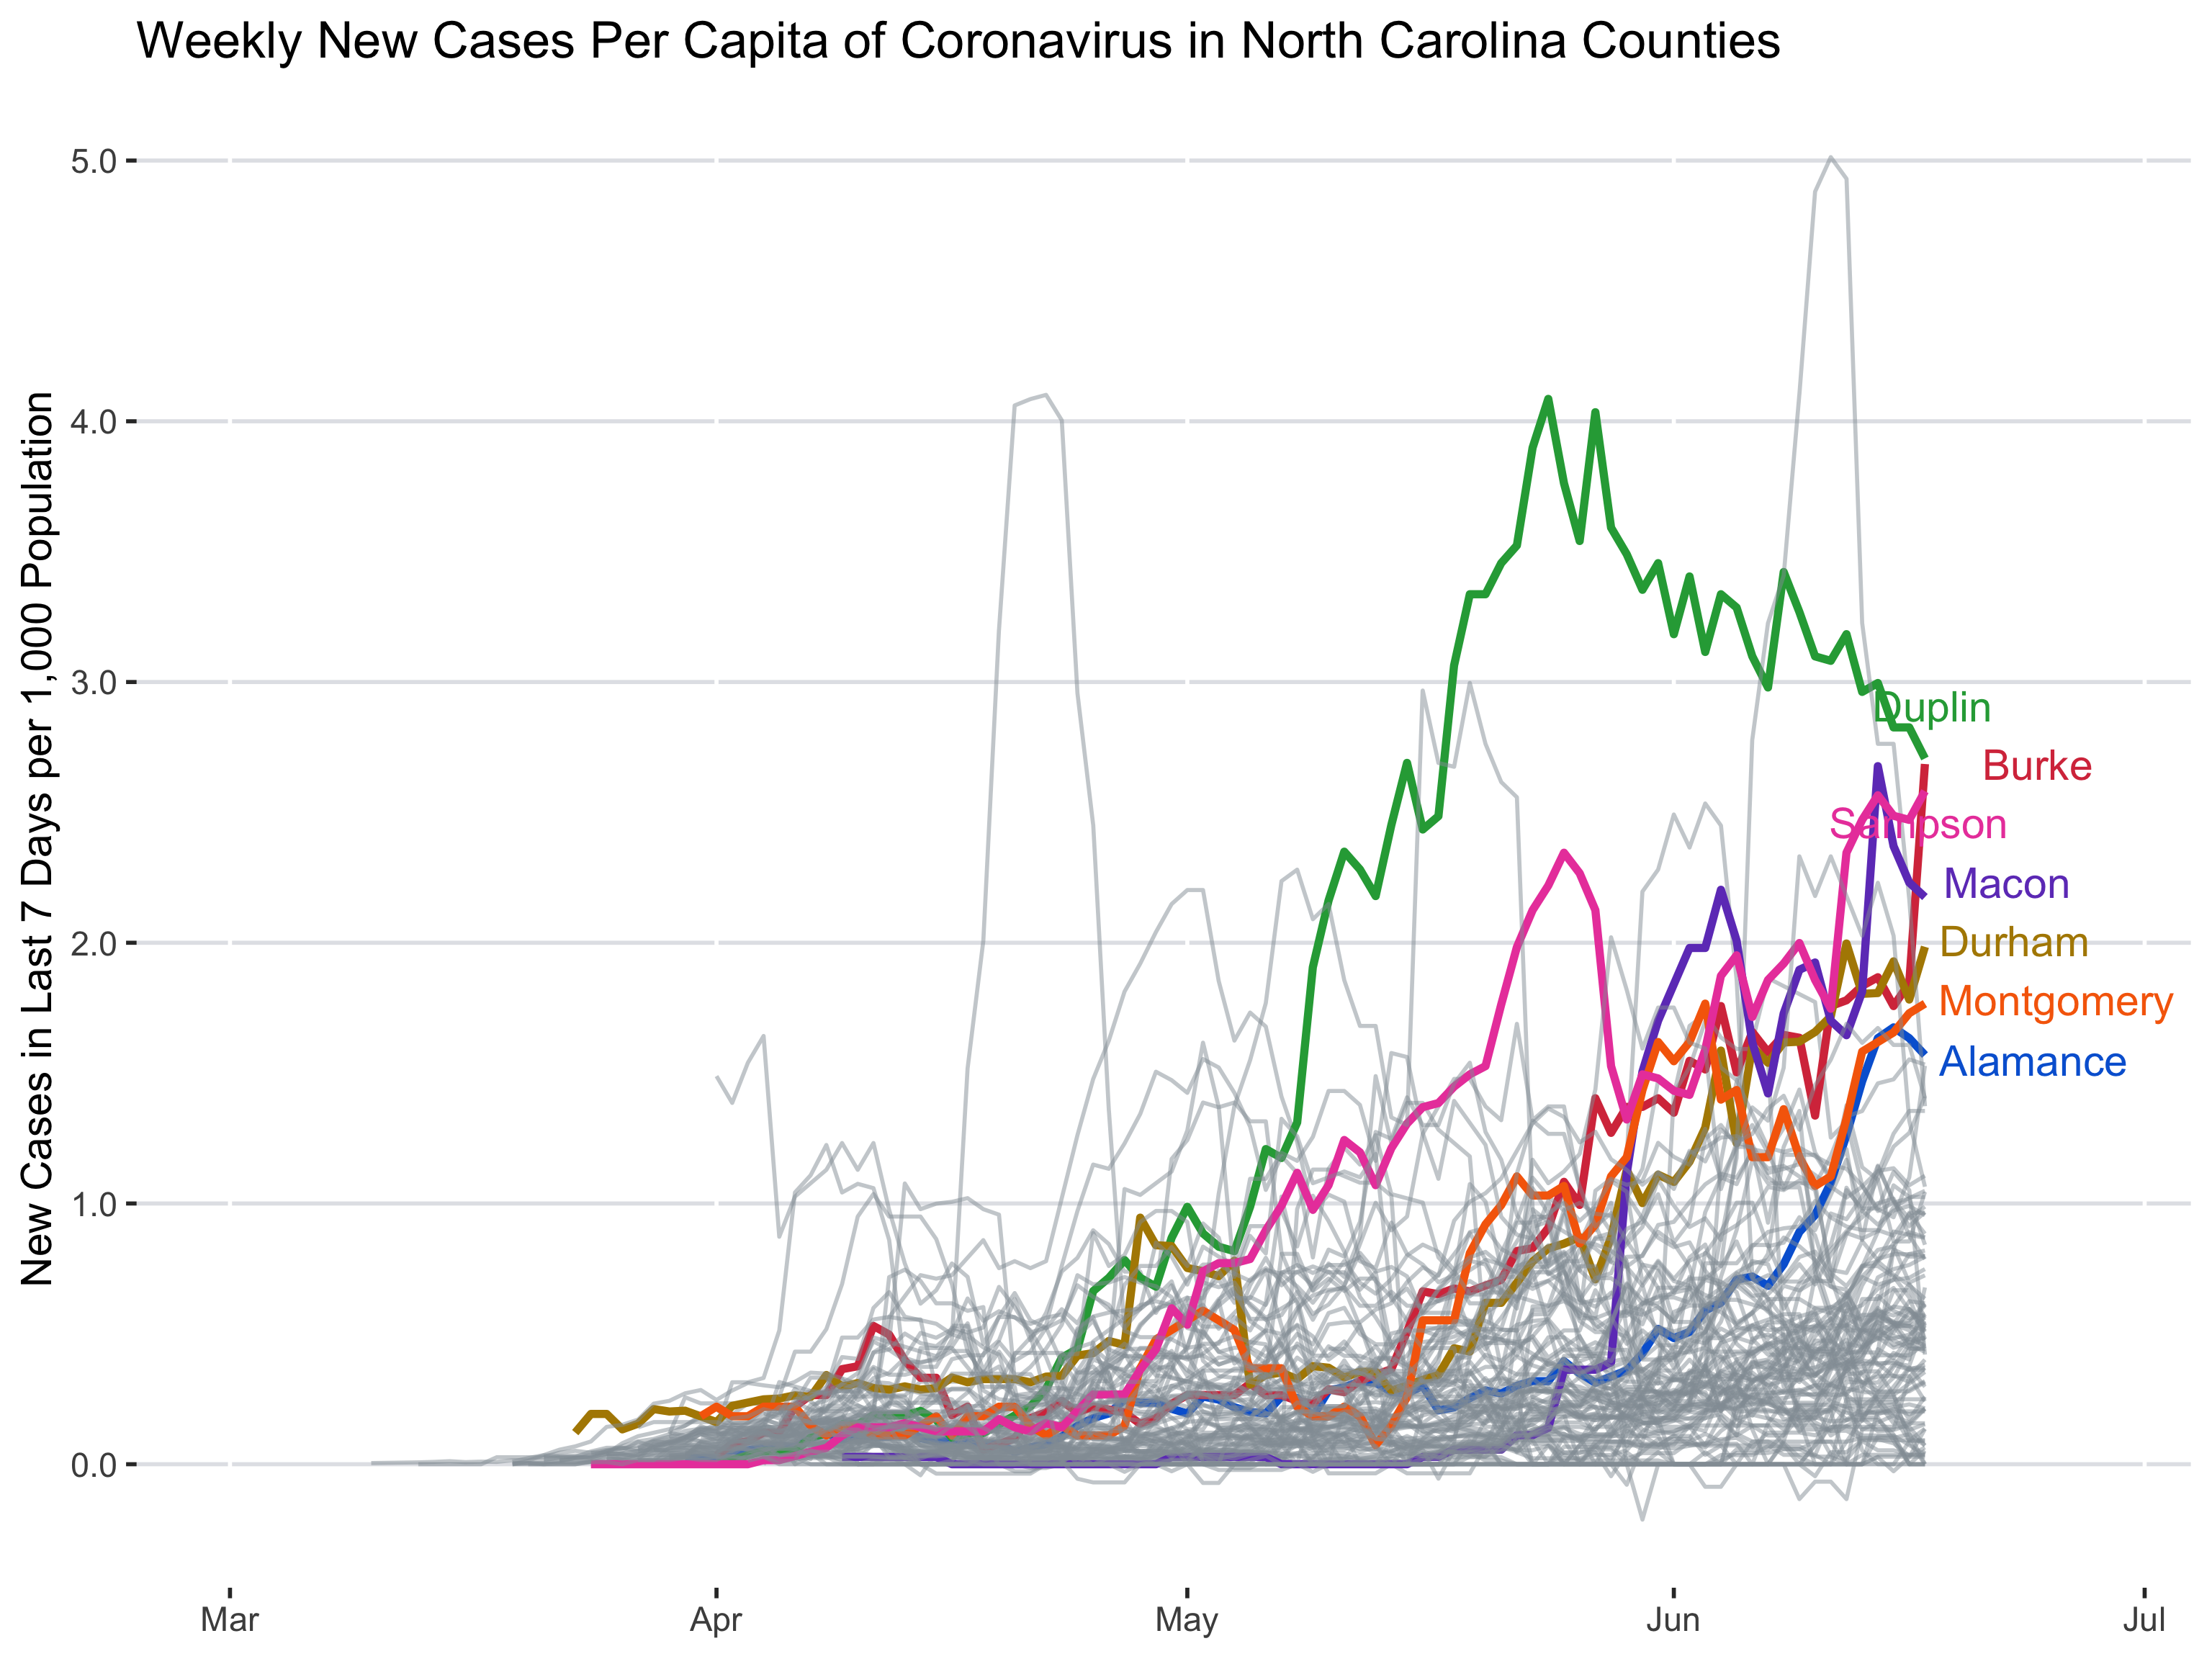 Weekly New Cases Per Capita of Coronavirus in North Carolina Counties
New Cases in Last 7 Days per 1,000 Population
5.0
4.0
3.0
2.0
1.0
0.0
Duplin
Burke
Sampson
Macon
Durham
Montgomery
Alamance
Mar
Apr
May
Jun
Jul